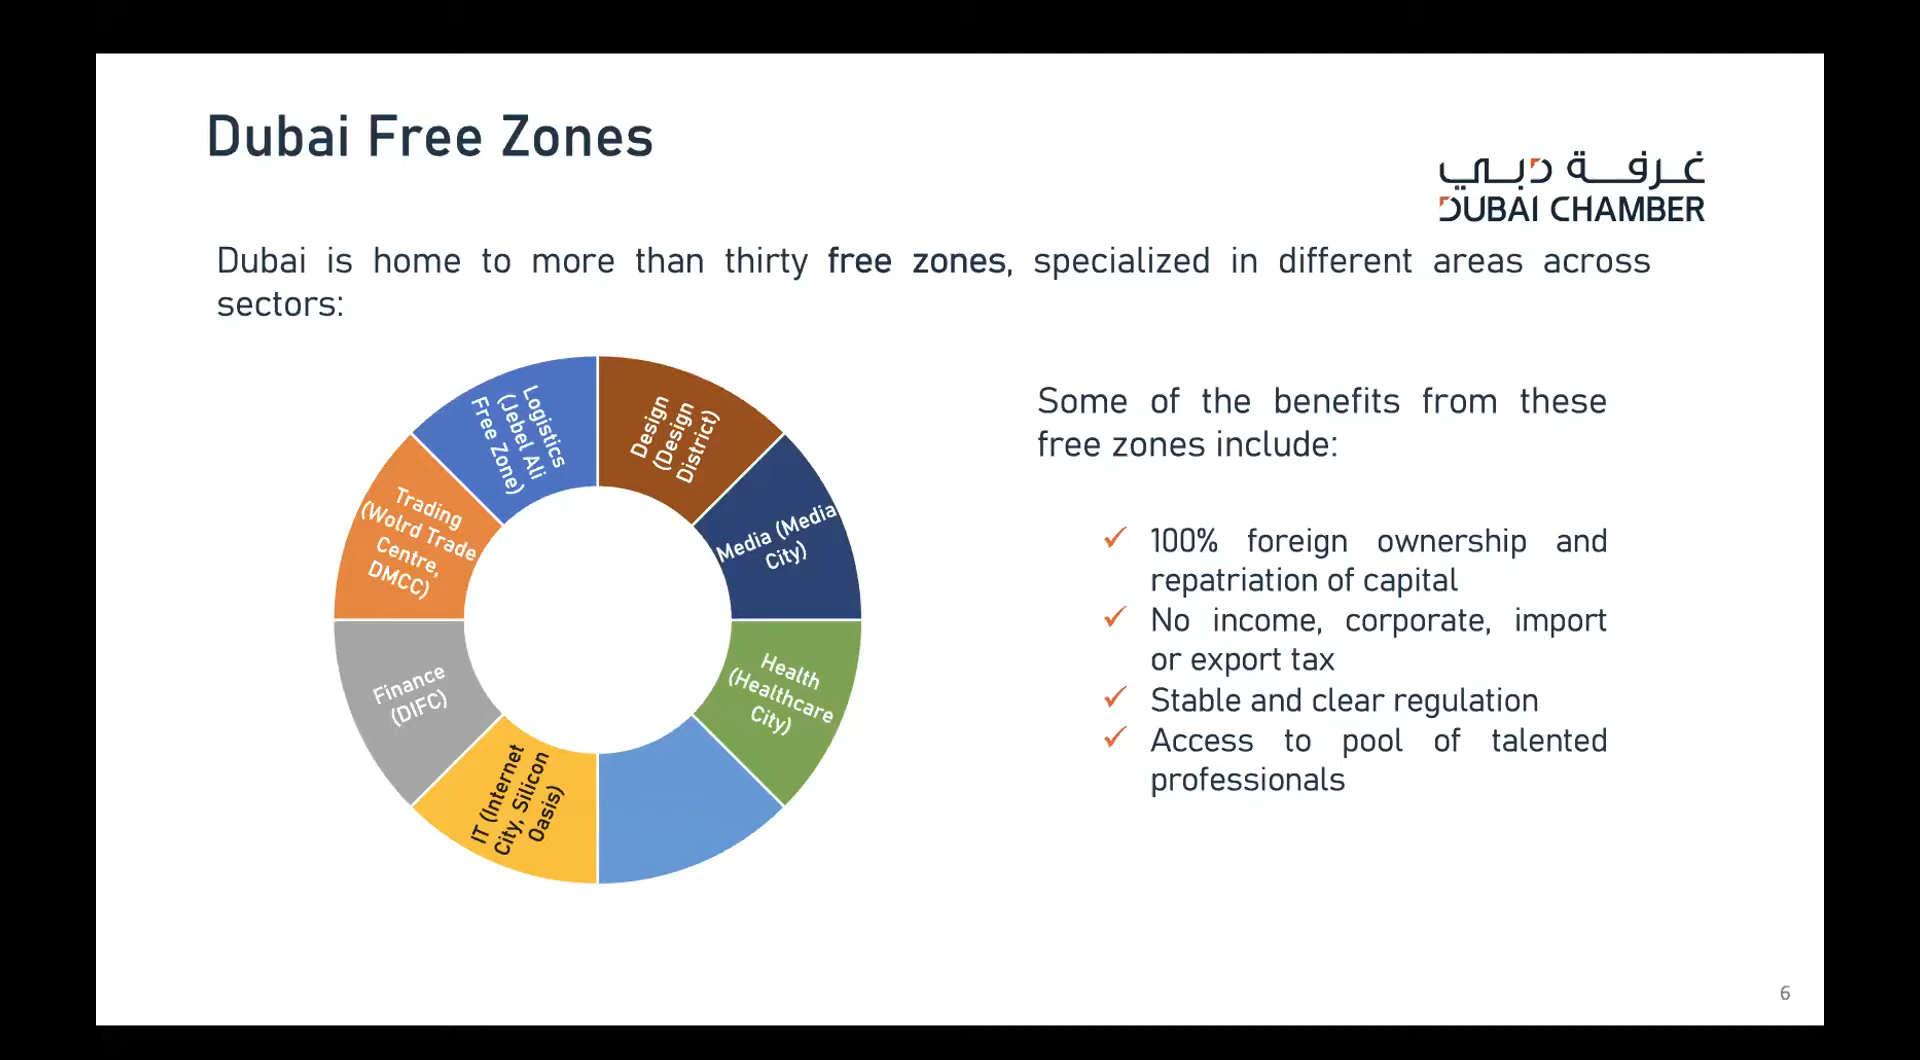 Dubai Free Zones
غرفة دبي
DUBAI CHAMBER
Dubai is home to more than thirty free zones, specialized in different areas across
sectors:
Logistics
(Jebel Ali
Free Zone)
Design
(Design
District)
Trading
(Wolrd Trade
Centre,
DMCC)
Media (Media
City)
Finance
(DIFC)
Health
(Healthcare
City)
IT (Internet
City, Silicon
Oasis)
Some of the benefits from these
free zones include:
✓ 100% foreign ownership and
repatriation of capital
✓ No income, corporate, import
or export tax
✓ Stable and clear regulation
✓ Access to pool of talented
professionals
6